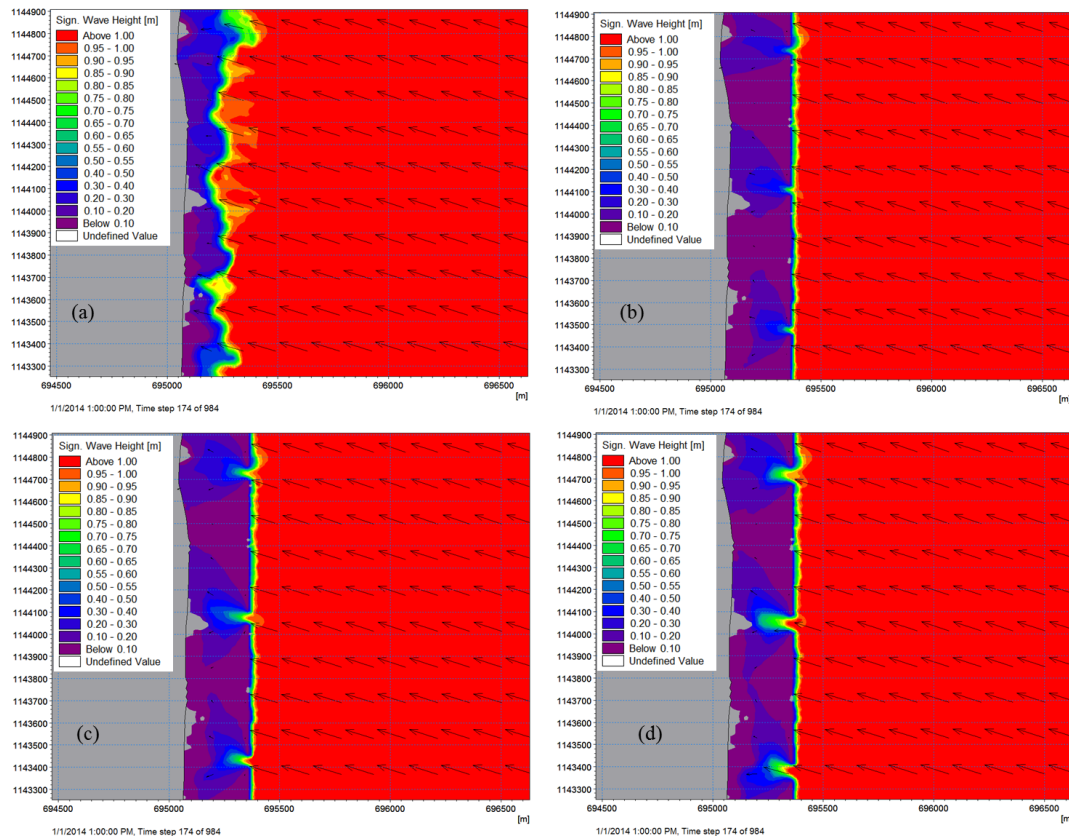 Sign. Wave Height [m]
Above 1.00
0.95 - 1.00
0.90 - 0.95
0.85 - 0.90
0.80 - 0.85
0.75 - 0.80
0.70 - 0.75
0.65 - 0.70
0.60 - 0.65
0.55 - 0.60
0.50 - 0.55
0.40 - 0.50
0.30 - 0.40
0.20 - 0.30
0.10 - 0.20
Below 0.10
Undefined Value
1144900
1144800
1144700
1144600
1144500
1144400
1144300
1144200
1144100
1144000
1143900
1143800
1143700
1143600
1143500
1143400
1143300
(a)
694500 695000 695500 696000 696500
[m]
1/1/2014 1:00:00 PM, Time step 174 of 984
Sign. Wave Height [m]
Above 1.00
0.95 - 1.00
0.90 - 0.95
0.85 - 0.90
0.80 - 0.85
0.75 - 0.80
0.70 - 0.75
0.65 - 0.70
0.60 - 0.65
0.55 - 0.60
0.50 - 0.55
0.40 - 0.50
0.30 - 0.40
0.20 - 0.30
0.10 - 0.20
Below 0.10
Undefined Value
1144900
1144800
1144700
1144600
1144500
1144400
1144300
1144200
1144100
1144000
1143900
1143800
1143700
1143600
1143500
1143400
1143300
(b)
694500 695000 695500 696000 696500
[m]
1/1/2014 1:00:00 PM, Time step 174 of 984
Sign. Wave Height [m]
Above 1.00
0.95 - 1.00
0.90 - 0.95
0.85 - 0.90
0.80 - 0.85
0.75 - 0.80
0.70 - 0.75
0.65 - 0.70
0.60 - 0.65
0.55 - 0.60
0.50 - 0.55
0.40 - 0.50
0.30 - 0.40
0.20 - 0.30
0.10 - 0.20
Below 0.10
Undefined Value
1144900
1144800
1144700
1144600
1144500
1144400
1144300
1144200
1144100
1144000
1143900
1143800
1143700
1143600
1143500
1143400
1143300
(c)
694500 695000 695500 696000 696500
[m]
1/1/2014 1:00:00 PM, Time step 174 of 984
Sign. Wave Height [m]
Above 1.00
0.95 - 1.00
0.90 - 0.95
0.85 - 0.90
0.80 - 0.85
0.75 - 0.80
0.70 - 0.75
0.65 - 0.70
0.60 - 0.65
0.55 - 0.60
0.50 - 0.55
0.40 - 0.50
0.30 - 0.40
0.20 - 0.30
0.10 - 0.20
Below 0.10
Undefined Value
1144900
1144800
1144700
1144600
1144500
1144400
1144300
1144200
1144100
1144000
1143900
1143800
1143700
1143600
1143500
1143400
1143300
(d)
694500 695000 695500 696000 696500
[m]
1/1/2014 1:00:00 PM, Time step 174 of 984